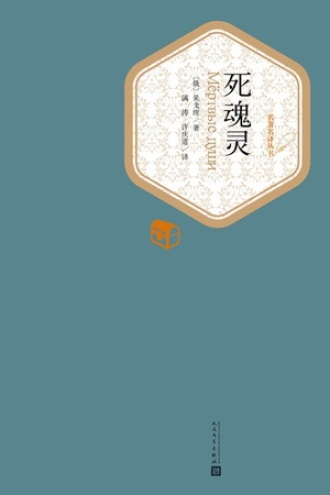 死魂灵
Мёртвые души
〔俄〕果戈理／著
满涛 许庆道／译
名著名译丛书
人民文学出版社